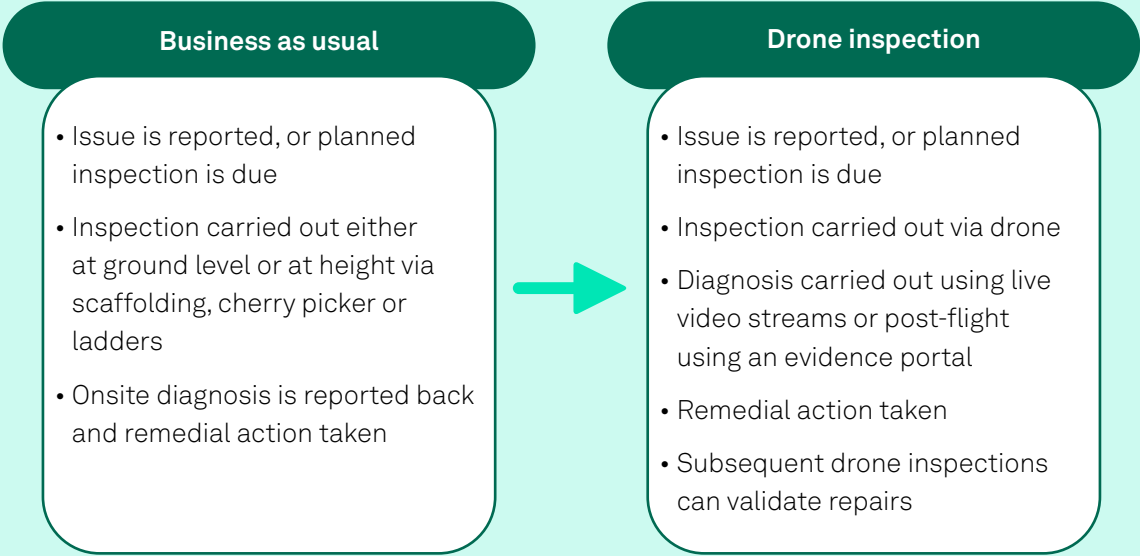 Business as usual
• Issue is reported, or planned
inspection is due
• Inspection carried out either
at ground level or at height via
scaffolding, cherry picker or
ladders
• Onsite diagnosis is reported back
and remedial action taken
Drone inspection
• Issue is reported, or planned
inspection is due
• Inspection carried out via drone
• Diagnosis carried out using live
video streams or post-flight
using an evidence portal
• Remedial action taken
• Subsequent drone inspections
can validate repairs